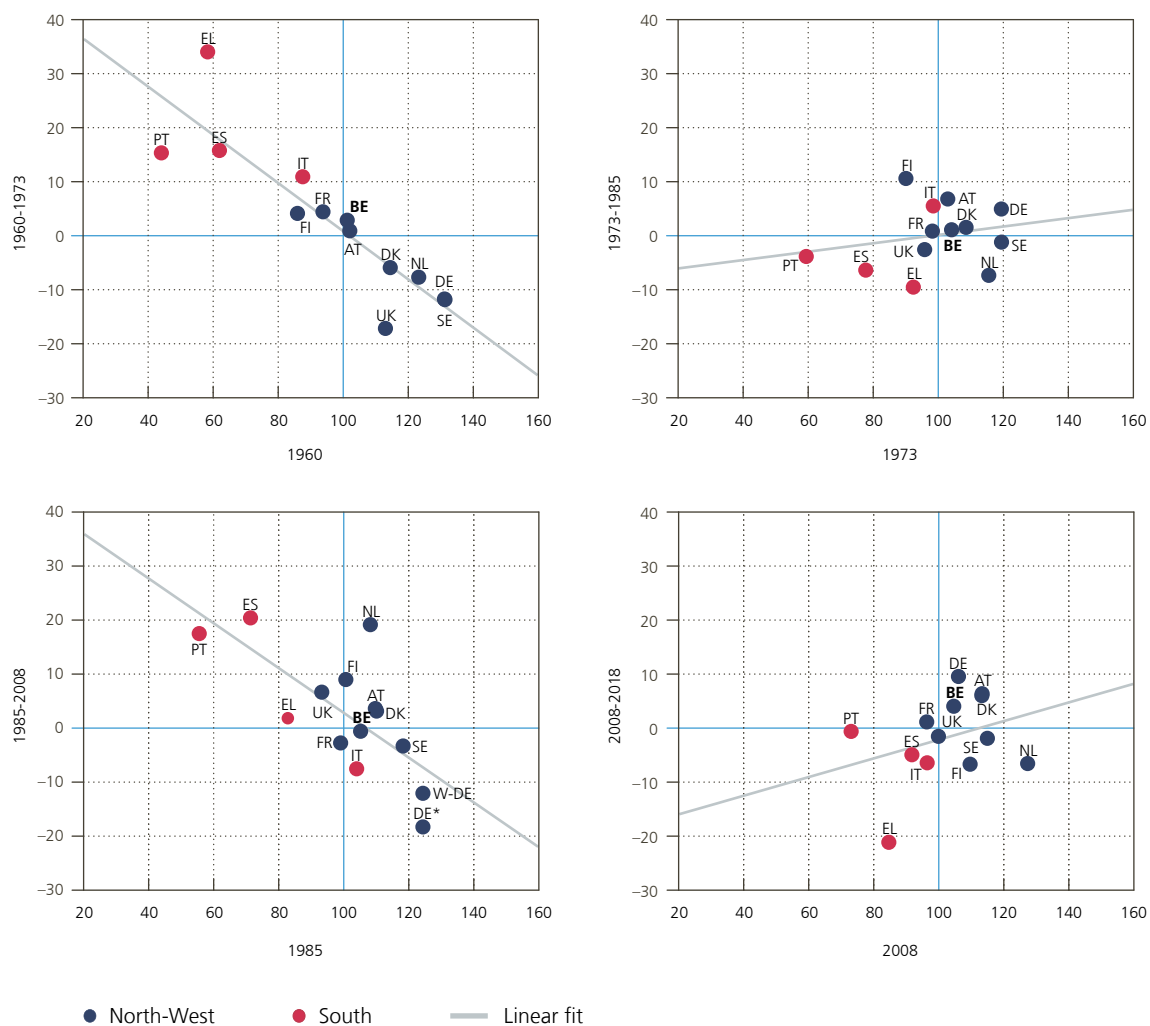 40
30
20
10
0
−10
−20
−30
1960-1973
EL
PT
ES
IT
FR
BE
FI
AT
DK
NL
DE
UK
SE
20 40 60 80 100 120 140 160
1960
40
30
20
10
0
−10
−20
−30
1973-1985
FI
IT
AT
DE
FR
DK
UK
BE
SE
PT
ES
EL
NL
20 40 60 80 100 120 140 160
1973
40
30
20
10
0
−10
−20
−30
1985-2008
ES
NL
PT
FI
EL
UK
AT
BE
DK
FR
IT
SE
W-DE
DE*
20 40 60 80 100 120 140 160
1985
40
30
20
10
0
−10
−20
−30
2008-2018
DE
AT
BE
PT
FR
UK
DK
ES
SE
NL
IT
FI
EL
20 40 60 80 100 120 140 160
2008
North-West South Linear fit